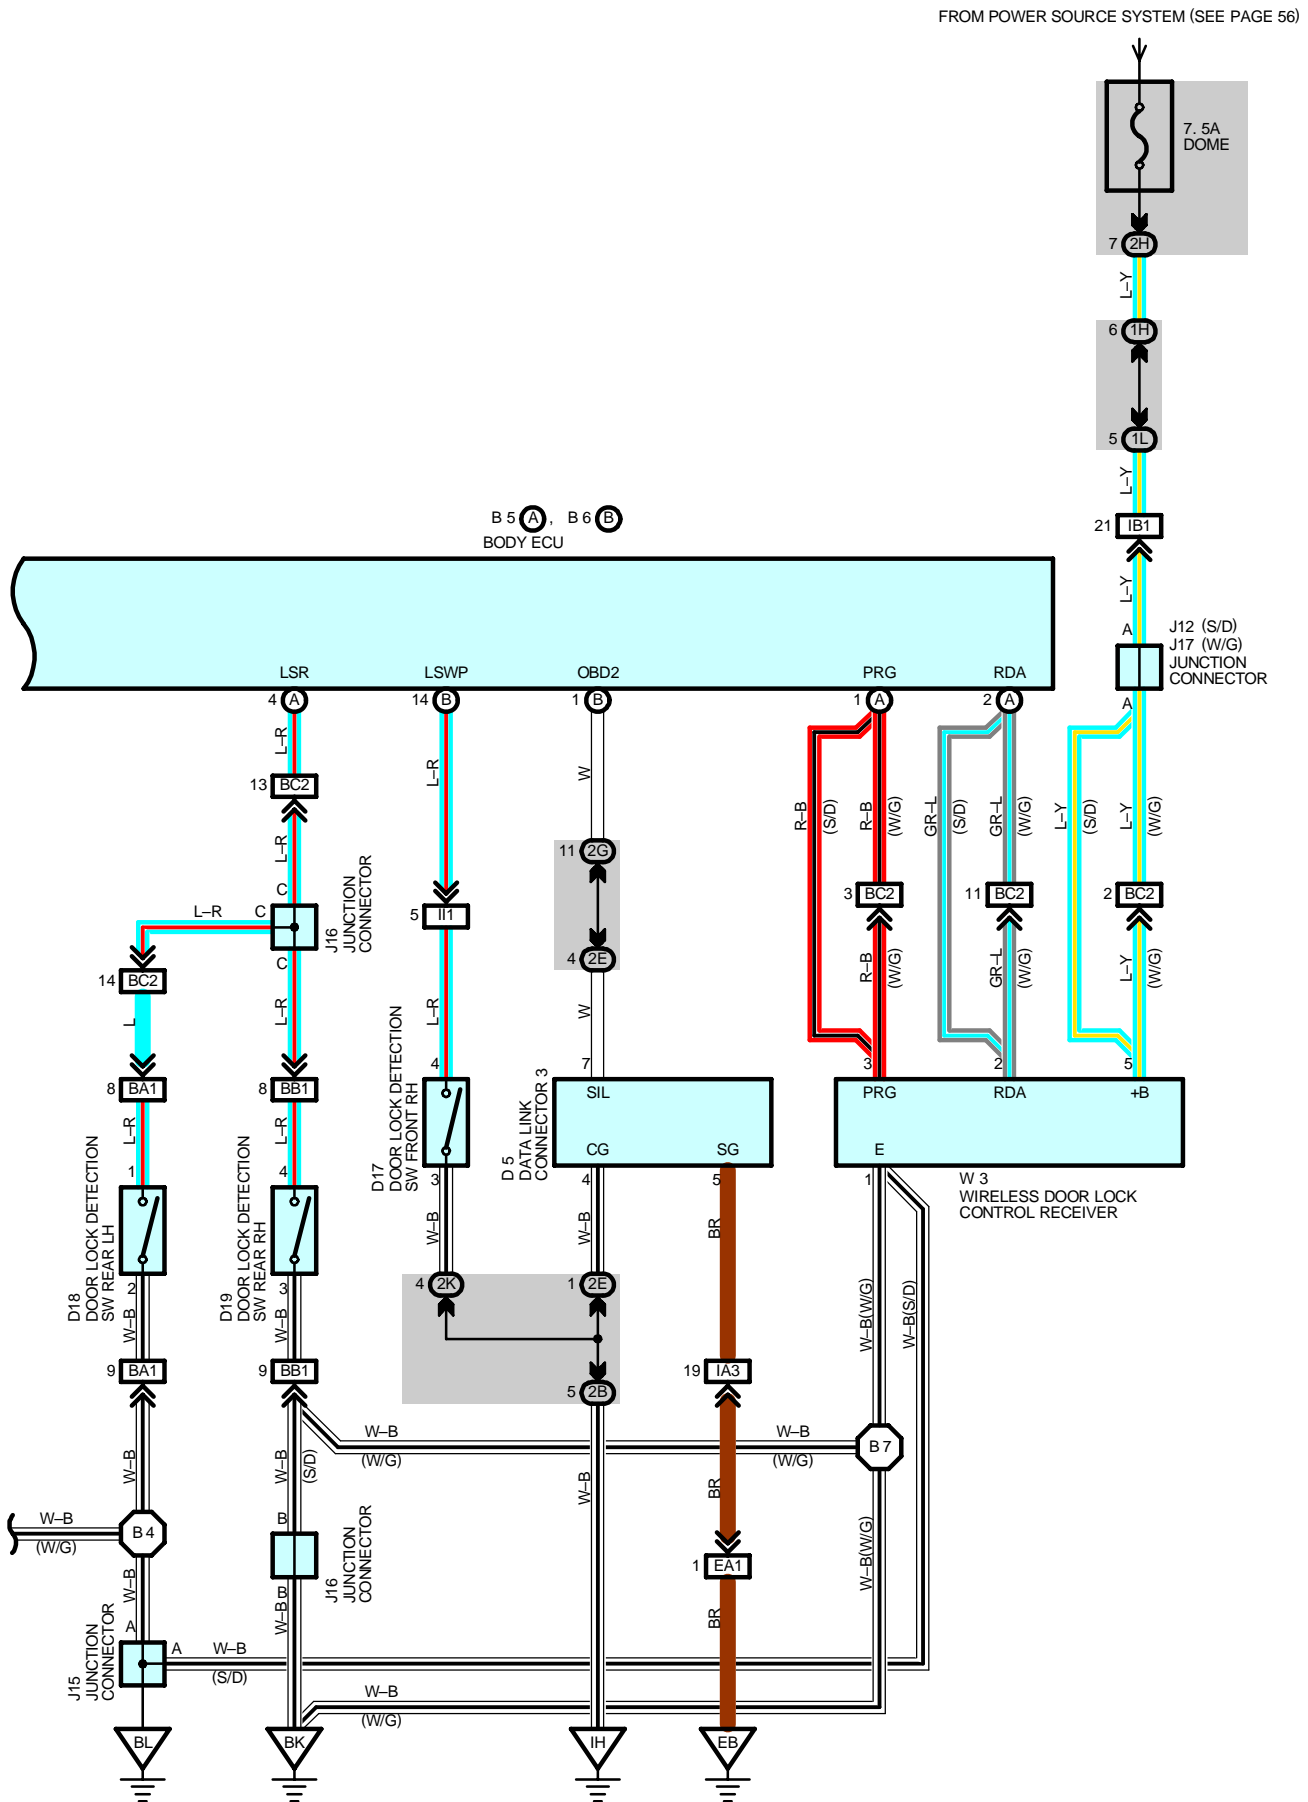 FROM POWER SOURCE SYSTEM (SEE PAGE 56)
7. 5A
DOME
7 2H
L–Y
6 1H
5 1L
L–Y
21 IB1
L–Y
B 5 A , B 6 B
BODY ECU
A
J12 (S/D)
J17 (W/G)
JUNCTION
CONNECTOR
A
LSR
LSWP
OBD2
PRG
RDA
4 A
14 B
1 B
1 A
2 A
L–R
L–R
W
13 BC2
R–B
(S/D)
R–B
(W/G)
GR–L
(S/D)
GR–L
(W/G)
L–Y
(S/D)
L–Y
(W/G)
L–R
11 2G
C
C
C
L–R
J16
JUNCTION
CONNECTOR
5 II1
3 BC2
11 BC2
2 BC2
4 2E
14 BC2
L
L–R
L–R
W
R–B
(W/G)
GR–L
(W/G)
L–Y
(W/G)
8 BA1
8 BB1
4
7
3
2
5
SIL
CG
SG
PRG
RDA
+B
E
L–R
L–R
D17
DOOR LOCK DETECTION
SW FRONT RH
D 5
DATA LINK
CONNECTOR 3
1
4
3
4
5
1
W 3
WIRELESS DOOR LOCK
CONTROL RECEIVER
D18
DOOR LOCK DETECTION
SW REAR LH
D19
DOOR LOCK DETECTION
SW REAR RH
W–B
W–B
BR
2
3
4 2K
1 2E
W–B
W–B
W–B(W/G)
W–B(S/D)
9 BA1
9 BB1
5 2B
19 IA3
W–B
(W/G)
W–B
(W/G)
B 7
W–B
W–B
(S/D)
W–B
BR
W–B
(W/G)
B 4
B
B
J16
JUNCTION
CONNECTOR
1 EA1
W–B(W/G)
W–B
W–B
BR
A
A
W–B
(S/D)
J15
JUNCTION
CONNECTOR
W–B
(W/G)
BL
BK
IH
EB